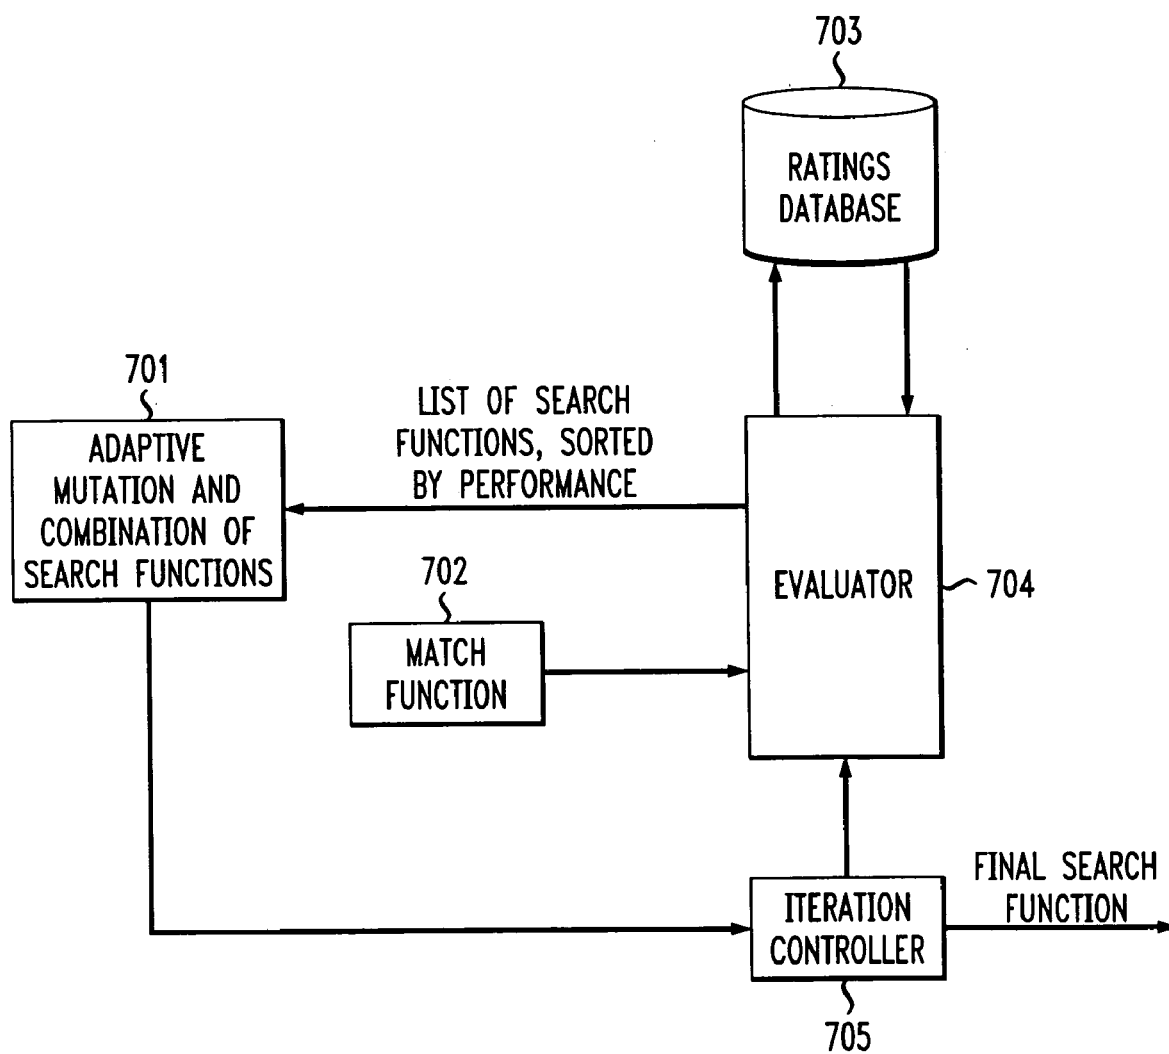 703
RATINGS
DATABASE
701
ADAPTIVE
MUTATION AND
COMBINATION OF
SEARCH FUNCTIONS
LIST OF SEARCH
FUNCTIONS, SORTED
BY PERFORMANCE
702
MATCH
FUNCTION
EVALUATOR
704
ITERATION
CONTROLLER
705
FINAL SEARCH
FUNCTION